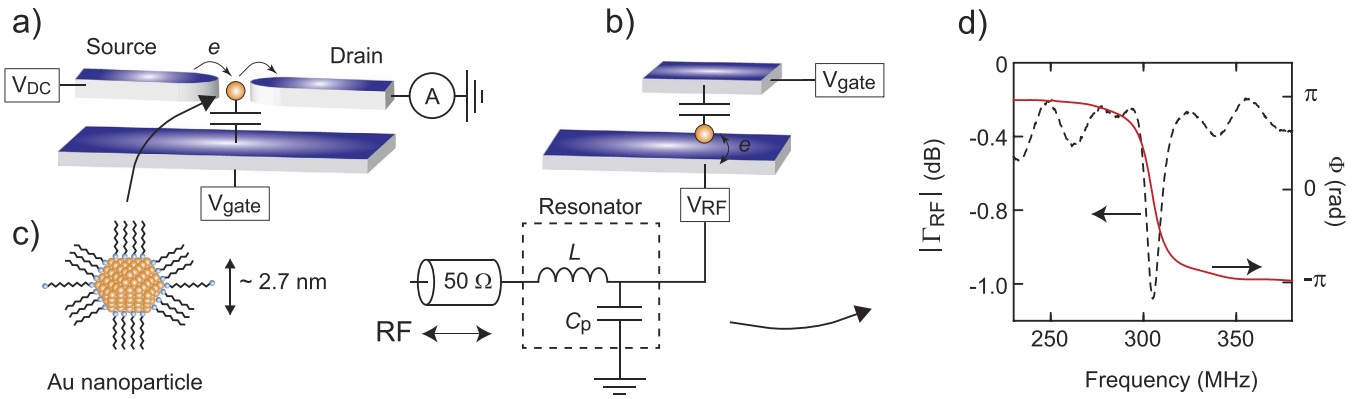 a)
Source
e
Drain
V_DC
A
V_gate
b)
V_gate
e
V_RF
Resonator
L
50 Ω
C_p
RF
c)
~ 2.7 nm
Au nanoparticle
d)
0
-0.4
-0.8
-1.0
|Γ_RF| (dB)
π
0
-π
Φ (rad)
250
300
350
Frequency (MHz)